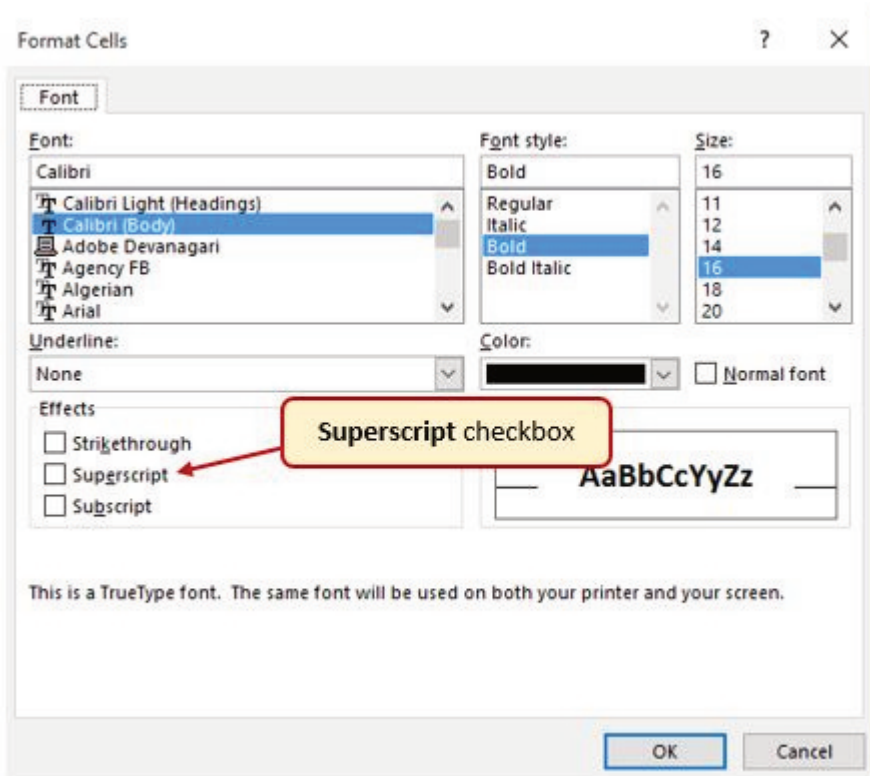 Format Cells ? ×
Font
Font: Font style: Size:
Calibri Bold 16
Calibri Light (Headings) Regular 11
Calibri (Body) Italic 12
Adobe Devanagari Bold 14
Agency FB Bold Italic 16
Algerian 18
Arial 20
Underline: Color:
None Normal font
Effects
Strikethrough
Superscript
Subscript
Superscript checkbox
AaBbCcYyZz
This is a TrueType font. The same font will be used on both your printer and your screen.
OK Cancel